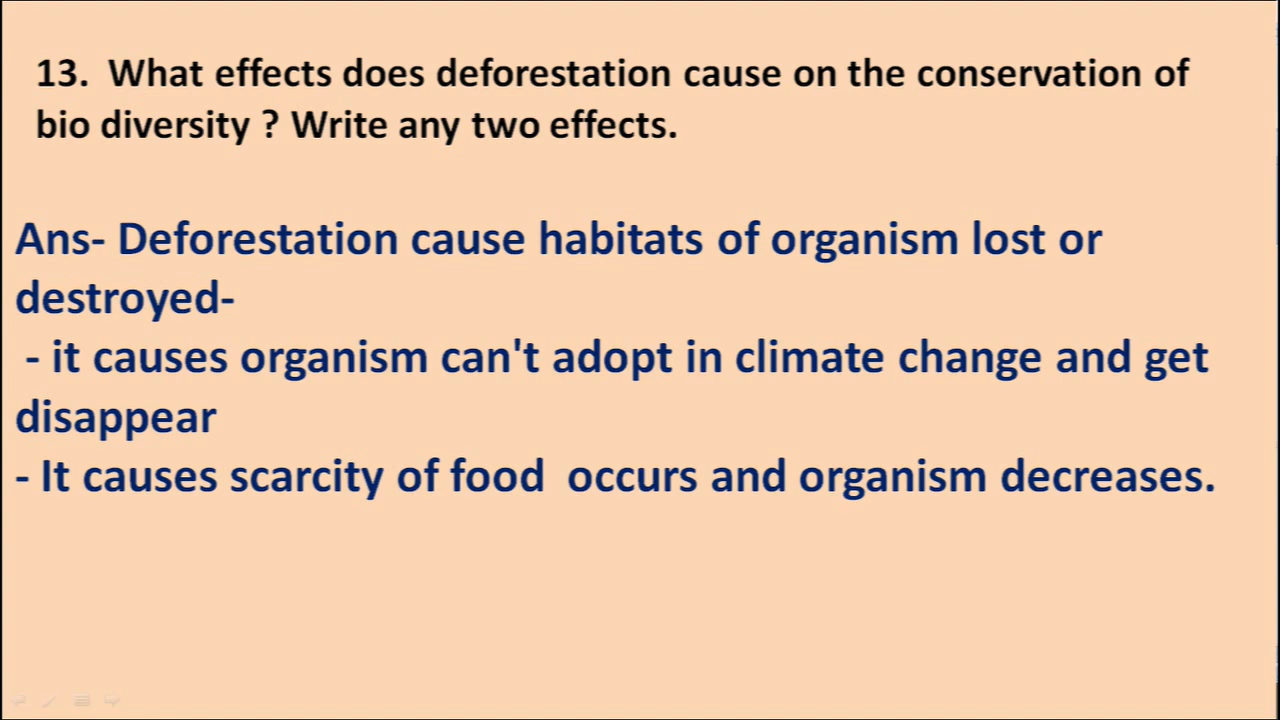 13. What effects does deforestation cause on the conservation of
bio diversity ? Write any two effects.
Ans- Deforestation cause habitats of organism lost or
destroyed-
- it causes organism can't adopt in climate change and get
disappear
- It causes scarcity of food occurs and organism decreases.